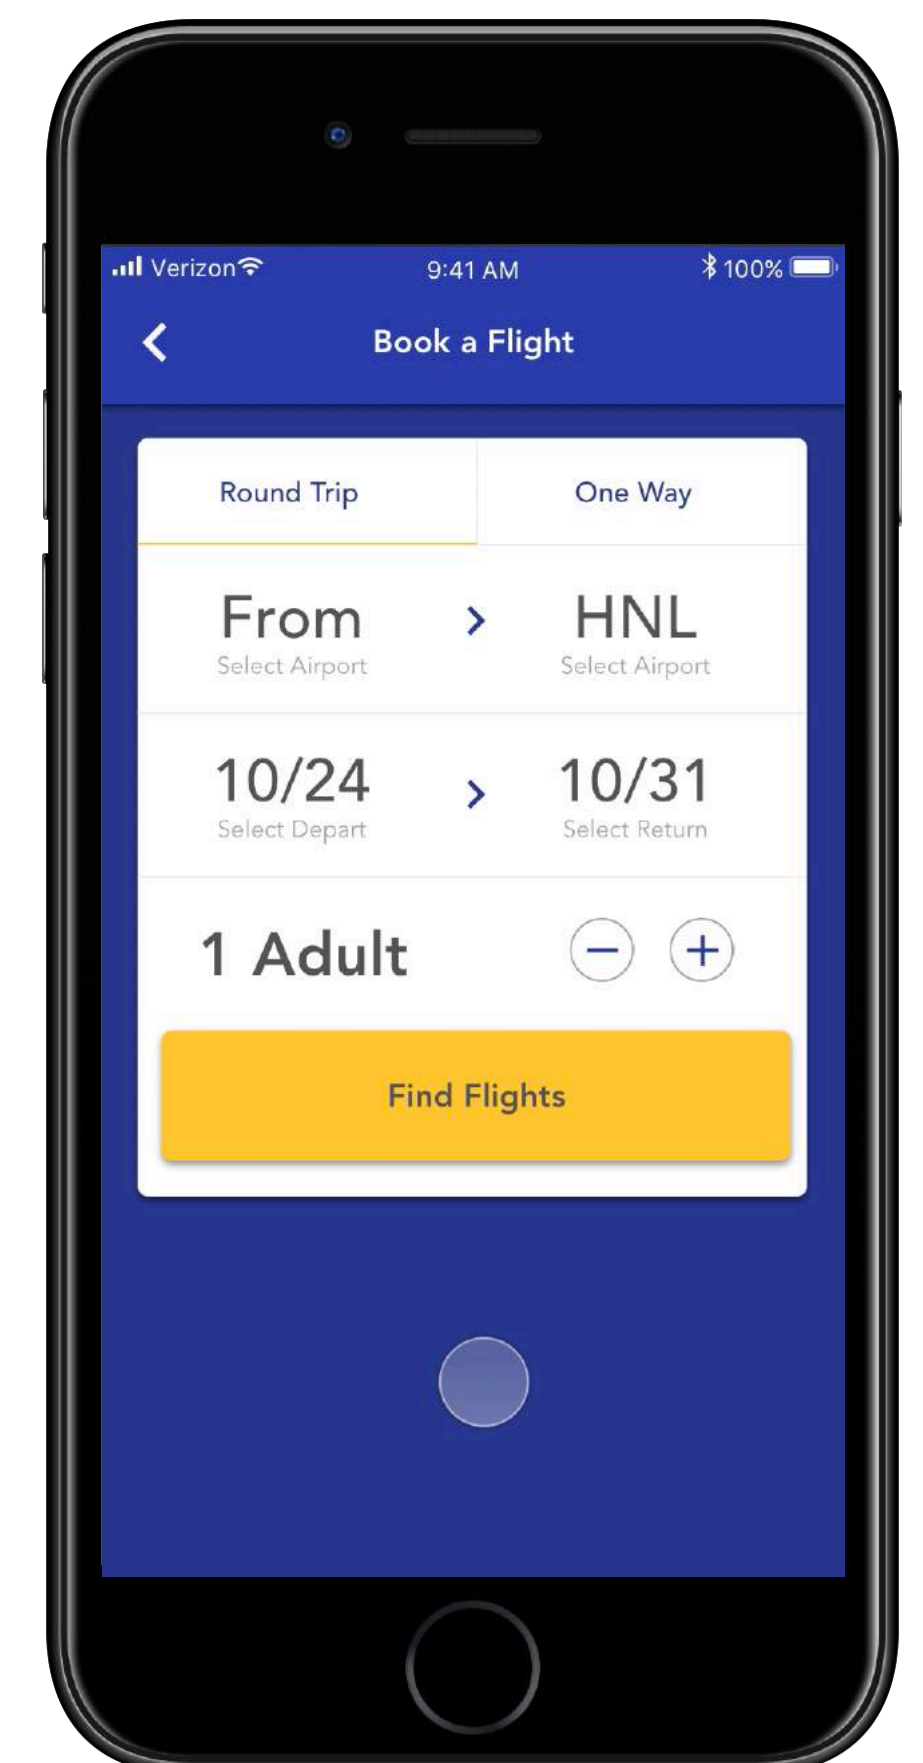 Verizon 9:41 AM 100%
Book a Flight
Round Trip One Way
From > HNL
Select Airport Select Airport
10/24 > 10/31
Select Depart Select Return
1 Adult − +
Find Flights